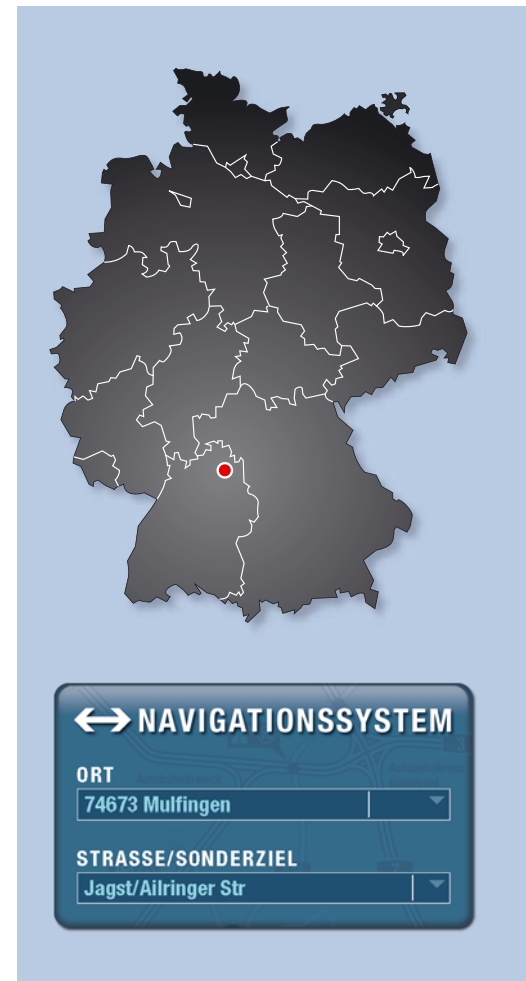 NAVIGATIONSSYSTEM
ORT
74673 Mulfingen
STRASSE/SONDERZIEL
Jagst/Ailringer Str